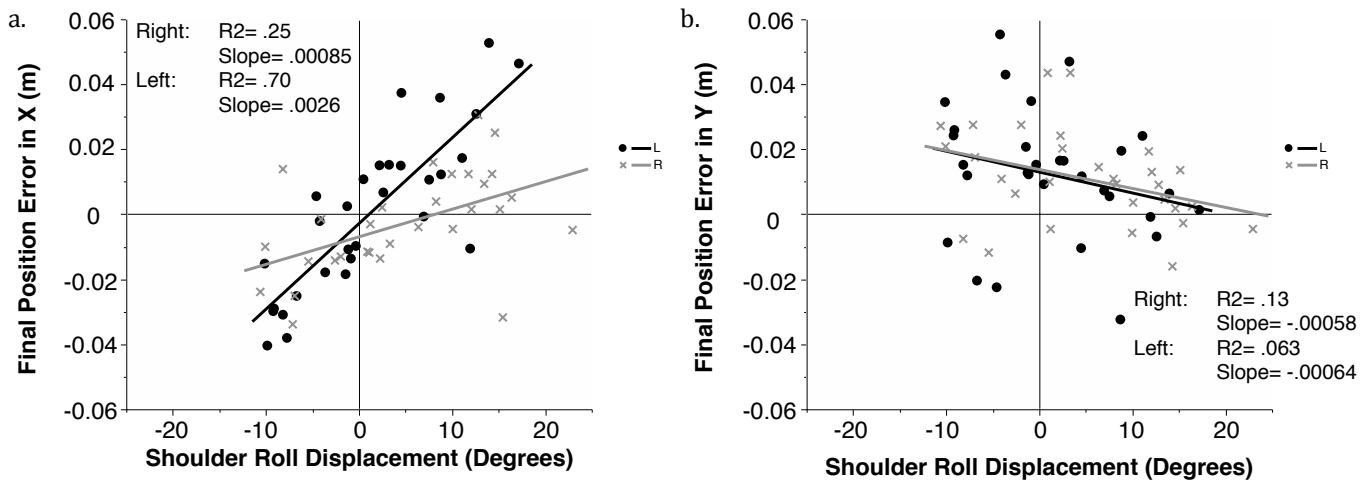 a.
Right: R2= .25
Slope= .00085
Left: R2= .70
Slope= .0026
0.06
0.04
0.02
0
-0.02
-0.04
-0.06
Final Position Error in X (m)
-20 -10 0 10 20
Shoulder Roll Displacement (Degrees)
L
R
b.
0.06
0.04
0.02
0
0.02
0.04
-0.06
Final Position Error in Y (m)
-20 -10 0 10 20
Shoulder Roll Displacement (Degrees)
Right: R2= .13
Slope= -.00058
Left: R2= .063
Slope= -.00064
L
R